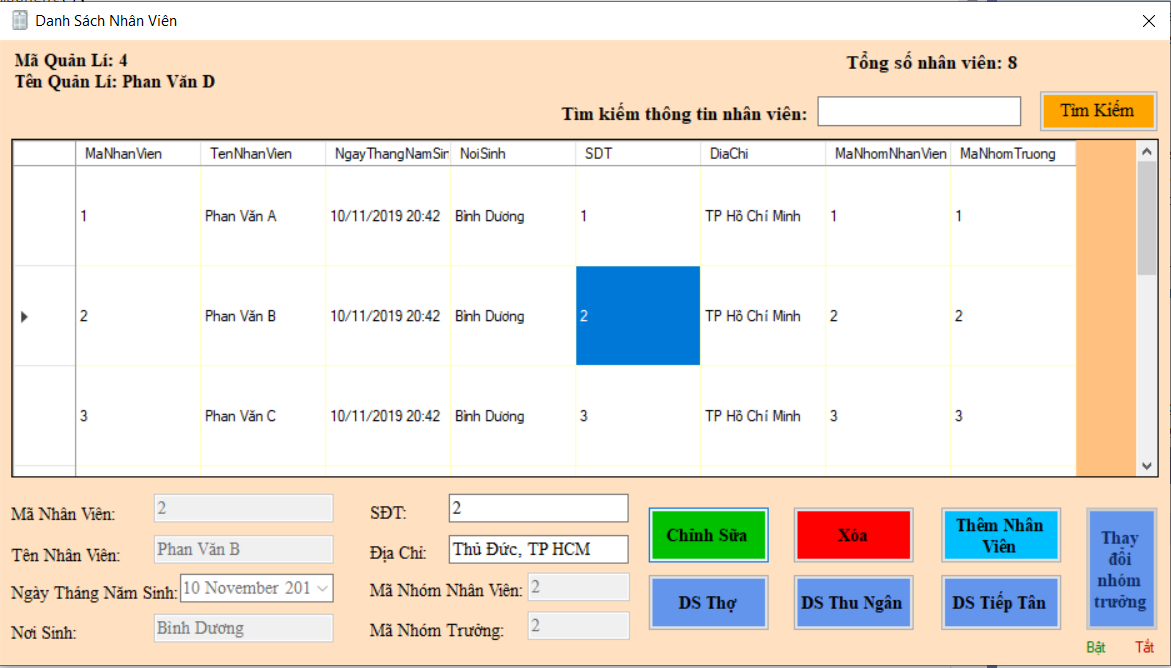 Danh Sách Nhân Viên
Mã Quản Lí: 4
Tên Quản Lí: Phan Văn D
Tổng số nhân viên: 8
Tìm kiếm thông tin nhân viên:
Tìm Kiếm
MaNhanVien TenNhanVien NgayThangNamSin NoiSinh SDT DiaChi MaNhomNhanVien MaNhomTruong
1 Phan Văn A 10/11/2019 20:42 Bình Dương 1 TP Hồ Chí Minh 1 1
2 Phan Văn B 10/11/2019 20:42 Bình Dương 2 TP Hồ Chí Minh 2 2
3 Phan Văn C 10/11/2019 20:42 Bình Dương 3 TP Hồ Chí Minh 3 3
Mã Nhân Viên: 2
Tên Nhân Viên: Phan Văn B
Ngày Tháng Năm Sinh: 10 November 201
Nơi Sinh: Bình Dương
SĐT: 2
Địa Chỉ: Thủ Đức, TP HCM
Mã Nhóm Nhân Viên: 2
Mã Nhóm Trưởng: 2
Chỉnh Sửa
Xóa
Thêm Nhân
Viên
DS Thợ
DS Thu Ngân
DS Tiếp Tân
Thay
đổi
nhóm
trưởng
Bật Tắt